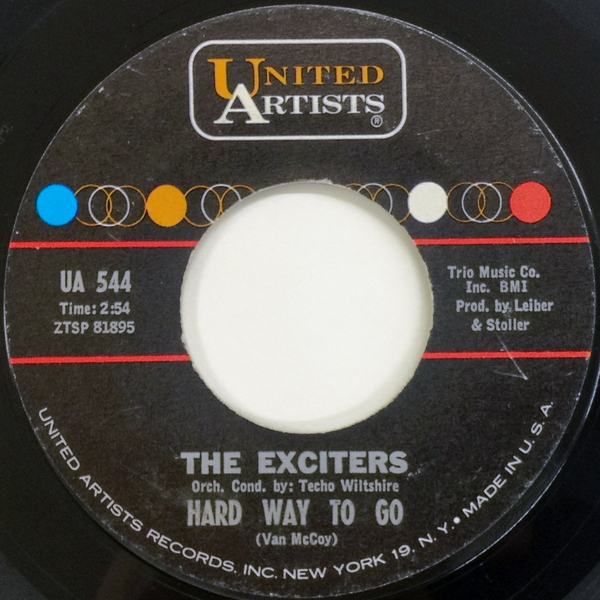 UNITED
ARTISTS
®
UA 544
Time: 2:54
ZTSP 81895
Trio Music Co.
Inc. BMI
Prod. by Leiber
& Stoller
THE EXCITERS
Orch. Cond. by: Techo Wiltshire
HARD WAY TO GO
(Van McCoy)
UNITED ARTISTS RECORDS, INC. NEW YORK 19, N.Y. • MADE IN U.S.A.